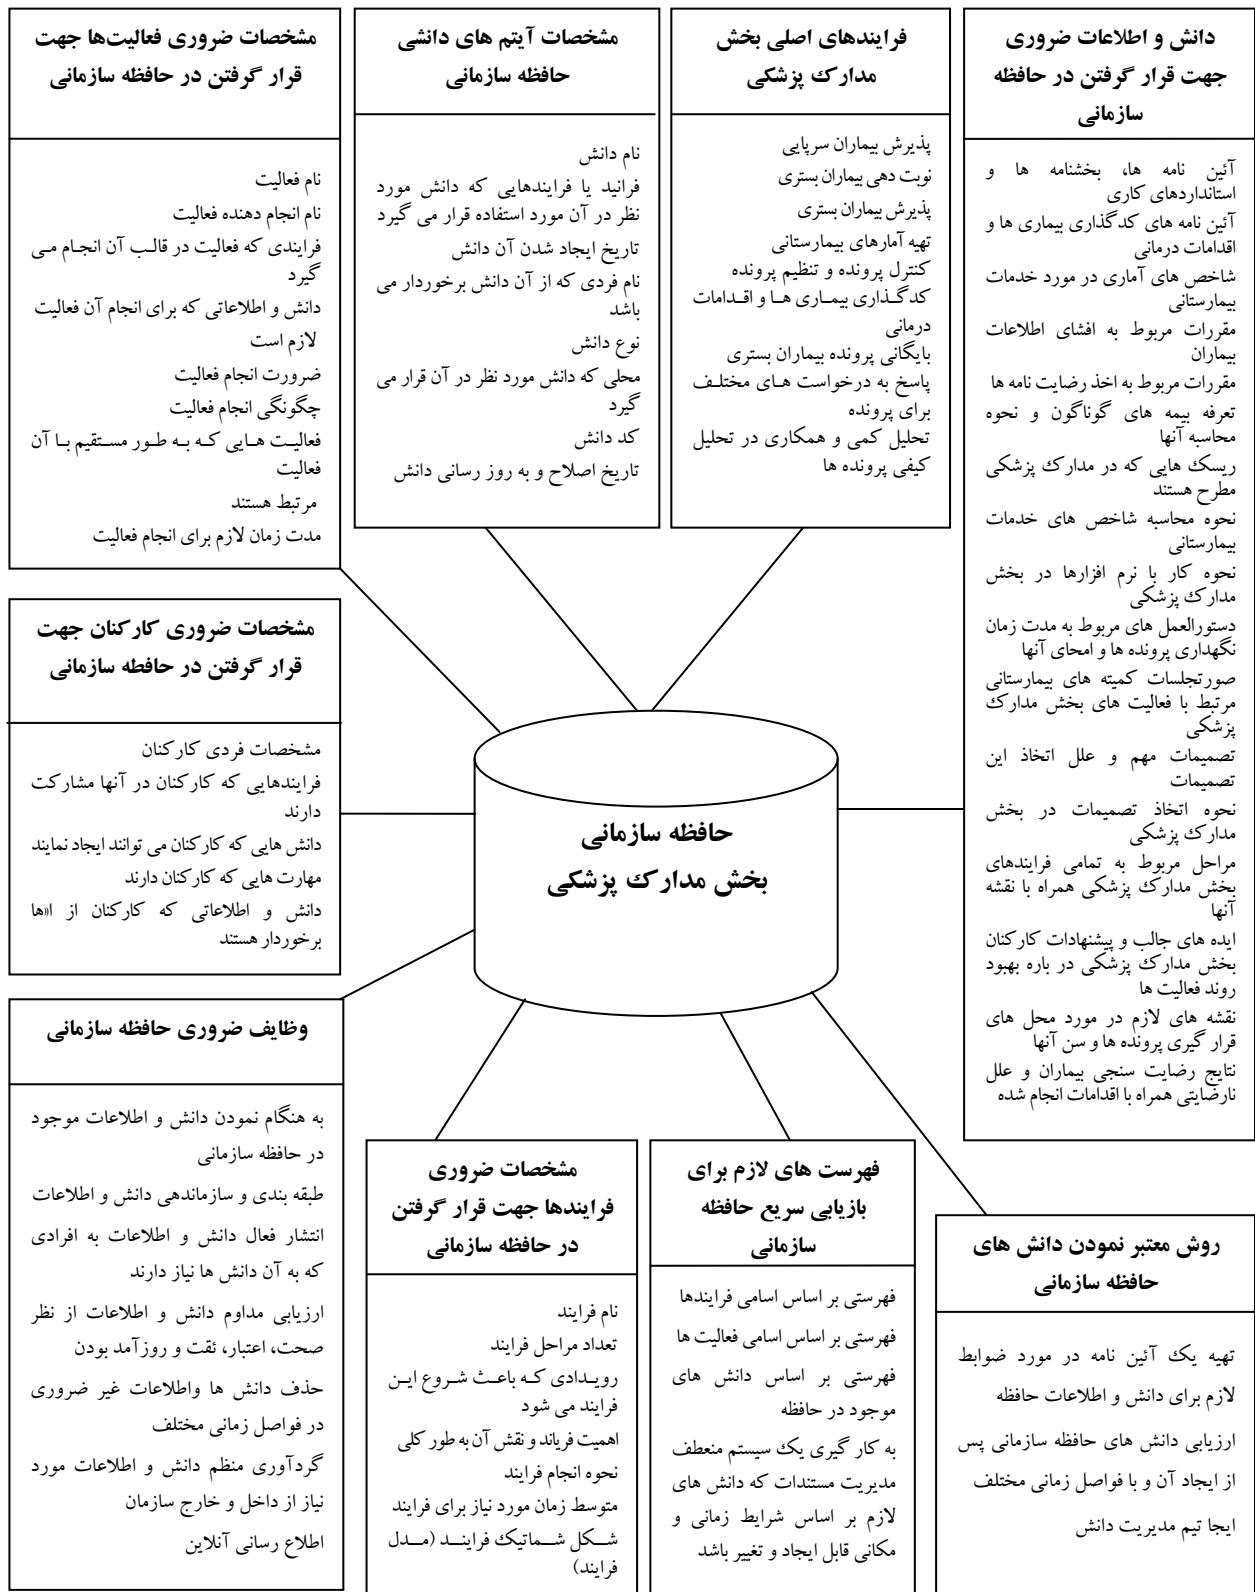 دانش و اطلاعات ضروری
جهت قرار گرفتن در حافظه
سازمانی
آئین نامه ها، بخشنامه ها و
استانداردهای کاری
آئین نامه های کدگذاری بیماری ها و
اقدامات درمانی
شاخص های آماری در مورد خدمات
بیمارستانی
مقررات مربوط به افشای اطلاعات
بیماران
مقررات مربوط به اخذ رضایت نامه ها
تعرفه بیمه های گوناگون و نحوه
محاسبه آنها
ریسک هایی که در مدارک پزشکی
مطرح هستند
نحوه محاسبه شاخص های خدمات
بیمارستانی
نحوه کار با نرم افزارها در بخش
مدارک پزشکی
دستورالعمل های مربوط به مدت زمان
نگهداری پرونده ها و امحای آنها
صورتجلسات کمیته های بیمارستانی
مرتبط با فعالیت های بخش مدارک
پزشکی
تصمیمات مهم و علل اتخاذ این
تصمیمات
نحوه اتخاذ تصمیمات در بخش
مدارک پزشکی
مراحل مربوط به تمامی فرایندهای
بخش مدارک پزشکی همراه با نقشه
آنها
ایده های جالب و پیشنهادات کارکنان
بخش مدارک پزشکی در باره بهبود
روند فعالیت ها
نقشه های لازم در مورد محل های
قرار گیری پرونده ها و سن آنها
نتایج رضایت سنجی بیماران و علل
نارضایتی همراه با اقدامات انجام شده
فرایندهای اصلی بخش
مدارک پزشکی
پذیرش بیماران سرپایی
نوبت دهی بیماران بستری
پذیرش بیماران بستری
تهیه آمارهای بیمارستانی
کنترل پرونده و تنظیم پرونده
کدگذاری بیماری ها و اقدامات
درمانی
بایگانی پرونده بیماران بستری
پاسخ به درخواست های مختلف
برای پرونده
تحلیل کمی و همکاری در تحلیل
کیفی پرونده ها
مشخصات آیتم های دانشی
حافظه سازمانی
نام دانش
فرانید یا فرایندهایی که دانش مورد
نظر در آن مورد استفاده قرار می گیرد
تاریخ ایجاد شدن آن دانش
نام فردی که از آن دانش برخوردار می
باشد
نوع دانش
محلی که دانش مورد نظر در آن قرار می
گیرد
کد دانش
تاریخ اصلاح و به روز رسانی دانش
مشخصات ضروری فعالیت‌ها جهت
قرار گرفتن در حافظه سازمانی
نام فعالیت
نام انجام دهنده فعالیت
فرایندی که فعالیت در قالب آن انجام می
گیرد
دانش و اطلاعاتی که برای انجام آن فعالیت
لازم است
ضرورت انجام فعالیت
چگونگی انجام فعالیت
فعالیت هایی که به طور مستقیم با آن
فعالیت
مرتبط هستند
مدت زمان لازم برای انجام فعالیت
مشخصات ضروری کارکنان جهت
قرار گرفتن در حافطه سازمانی
مشخصات فردی کارکنان
فرایندهایی که کارکنان در آنها مشارکت
دارند
دانش هایی که کارکنان می توانند ایجاد نمایند
مهارت هایی که کارکنان دارند
دانش و اطلاعاتی که کارکنان از
برخوردار هستند
حافظه سازمانی
بخش مدارک پزشکی
وظایف ضروری حافظه سازمانی
به هنگام نمودن دانش و اطلاعات موجود
در حافظه سازمانی
طبقه بندی و سازماندهی دانش و اطلاعات
انتشار فعال دانش و اطلاعات به افرادی
که به آن دانش ها نیاز دارند
ارزیابی مداوم دانش و اطلاعات از نظر
صحت، اعتبار، ئقت و روزآمد بودن
حذف دانش ها واطلاعات غیر ضروری
در فواصل زمانی مختلف
گردآوری منظم دانش و اطلاعات مورد
نیاز از داخل و خارج سازمان
اطلاع رسانی آنلاین
مشخصات ضروری
فرایندها جهت قرار گرفتن
در حافظه سازمانی
نام فرایند
تعداد مراحل فرایند
رویدادی که باعث شروع این
فرایند می شود
اهمیت فریاند و نقش آن به طور کلی
نحوه انجام فرایند
متوسط زمان مورد نیاز برای فرایند
شکل شماتیک فرایند (مدل
فرایند)
فهرست های لازم برای
بازیابی سریع حافظه
سازمانی
فهرستی بر اساس اسامی فرایندها
فهرستی بر اساس اسامی فعالیت ها
فهرستی بر اساس دانش های
موجود در حافظه
به کار گیری یک سیستم منعطف
مدیریت مستندات که دانش های
لازم بر اساس شرایط زمانی و
مکانی قابل ایجاد و تغییر باشد
روش معتبر نمودن دانش های
حافظه سازمانی
تهیه یک آئین نامه در مورد ضوابط
لازم برای دانش و اطلاعات حافظه
ارزیابی دانش های حافظه سازمانی پس
از ایجاد آن و با فواصل زمانی مختلف
ایجا تیم مدیریت دانش